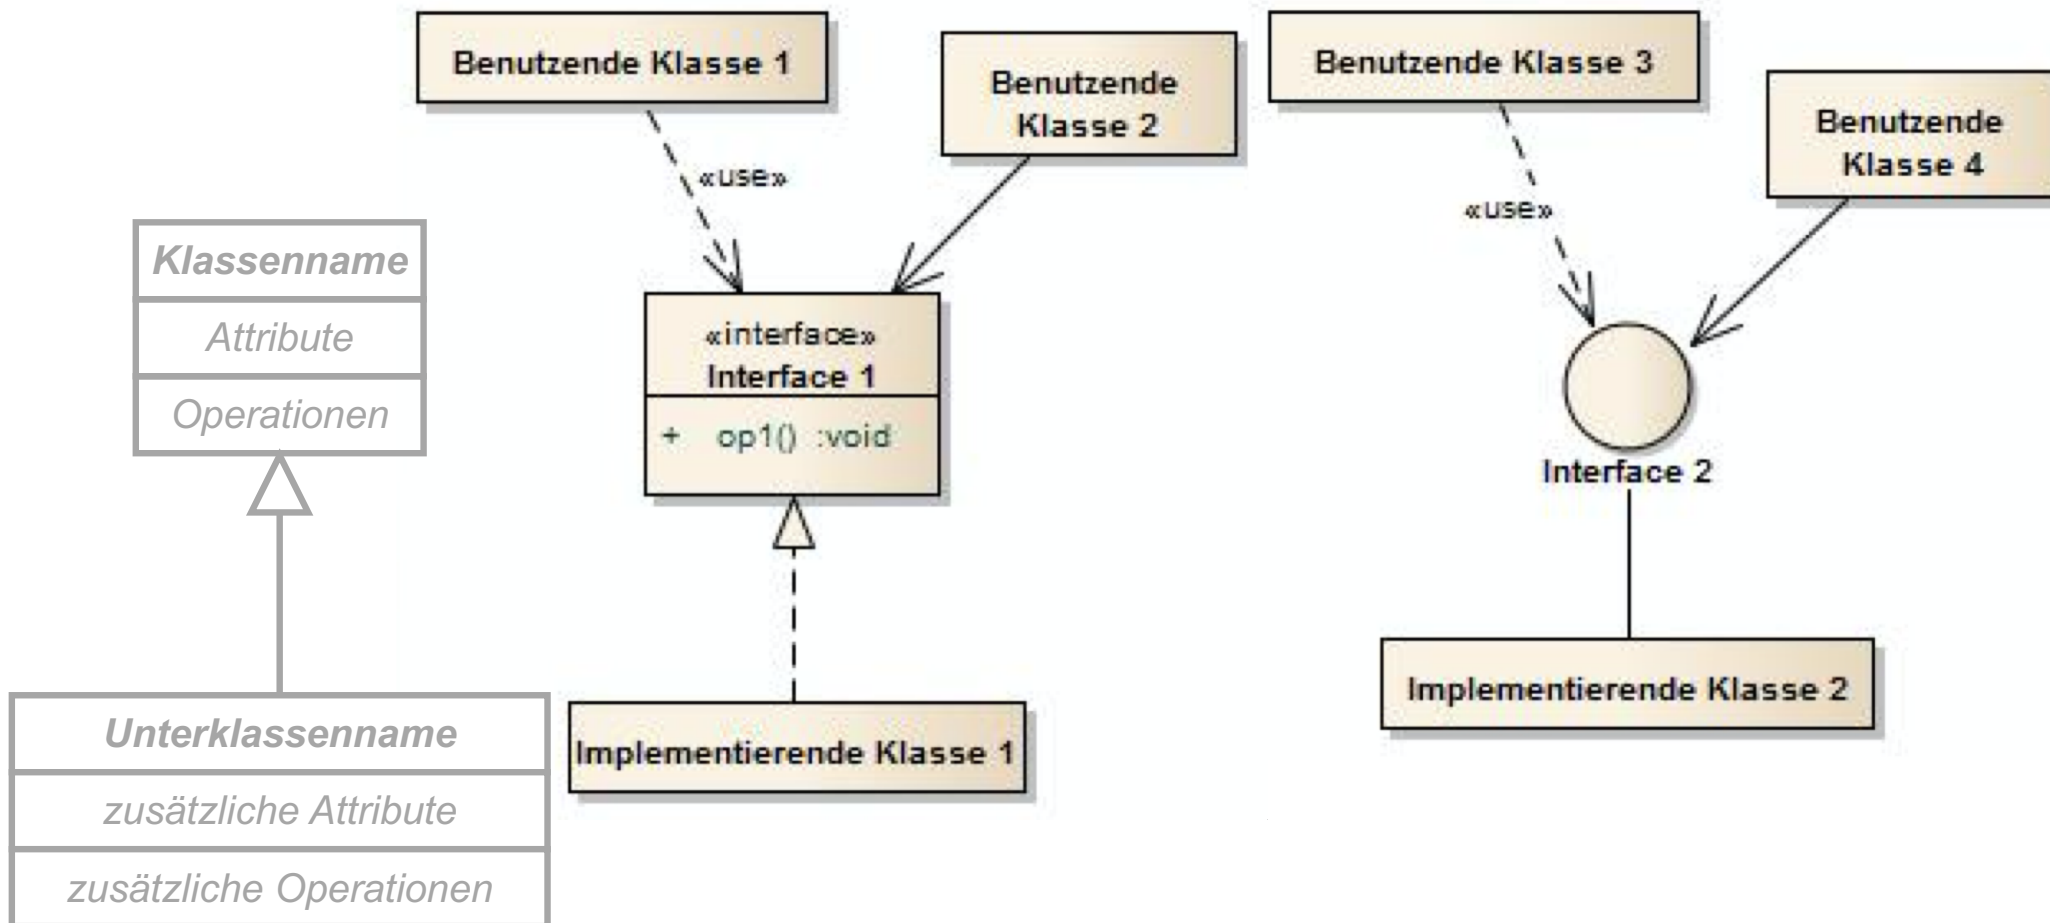 Klassenname
Attribute
Operationen
Unterklassenname
zusätzliche Attribute
zusätzliche Operationen
Benutzende Klasse 1
Benutzende
Klasse 2
«use»
«interface»
Interface 1
+ op1() :void
Implementierende Klasse 1
Benutzende Klasse 3
Benutzende
Klasse 4
«use»
Interface 2
Implementierende Klasse 2